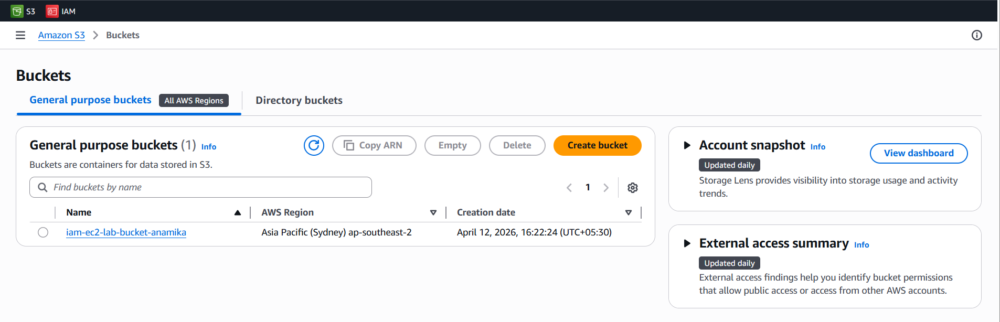 S3 IAM
Amazon S3 Buckets
Buckets
General purpose buckets All AWS Regions Directory buckets
General purpose buckets (1) Info
Copy ARN Empty Delete Create bucket
Buckets are containers for data stored in S3.
Find buckets by name
1
Name AWS Region Creation date
iam-ec2-lab-bucket-anamika Asia Pacific (Sydney) ap-southeast-2 April 12, 2026, 16:22:24 (UTC+05:30)
Account snapshot Info
View dashboard
Updated daily
Storage Lens provides visibility into storage usage and activity
trends.
External access summary Info
Updated daily
External access findings help you identify bucket permissions
that allow public access or access from other AWS accounts.